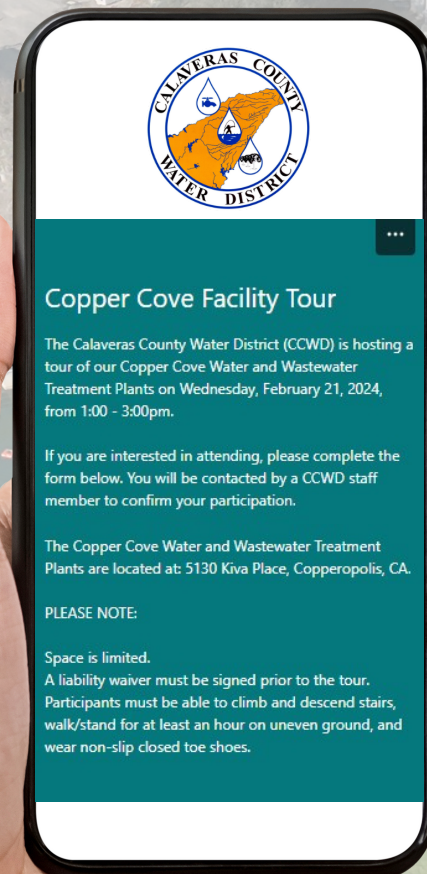 CALAVERAS COUNTY
WATER DISTRICT
Copper Cove Facility Tour
The Calaveras County Water District (CCWD) is hosting a
tour of our Copper Cove Water and Wastewater
Treatment Plants on Wednesday, February 21, 2024,
from 1:00 - 3:00pm.
If you are interested in attending, please complete the
form below. You will be contacted by a CCWD staff
member to confirm your participation.
The Copper Cove Water and Wastewater Treatment
Plants are located at: 5130 Kiva Place, Copperopolis, CA.
PLEASE NOTE:
Space is limited.
A liability waiver must be signed prior to the tour.
Participants must be able to climb and descend stairs,
walk/stand for at least an hour on uneven ground, and
wear non-slip closed toe shoes.